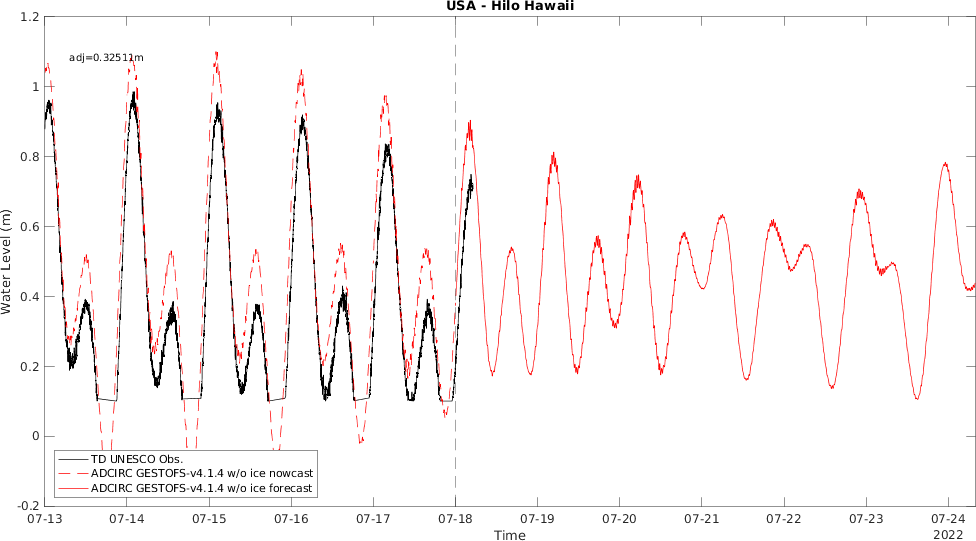 USA - Hilo Hawaii
adj=0.32511m
1.2
1
0.8
0.6
0.4
0.2
0
-0.2
Water Level (m)
TD UNESCO Obs.
ADCIRC GESTOFS-v4.1.4 w/o ice nowcast
ADCIRC GESTOFS-v4.1.4 w/o ice forecast
07-13 07-14 07-15 07-16 07-17 07-18 07-19 07-20 07-21 07-22 07-23 07-24
Time
2022